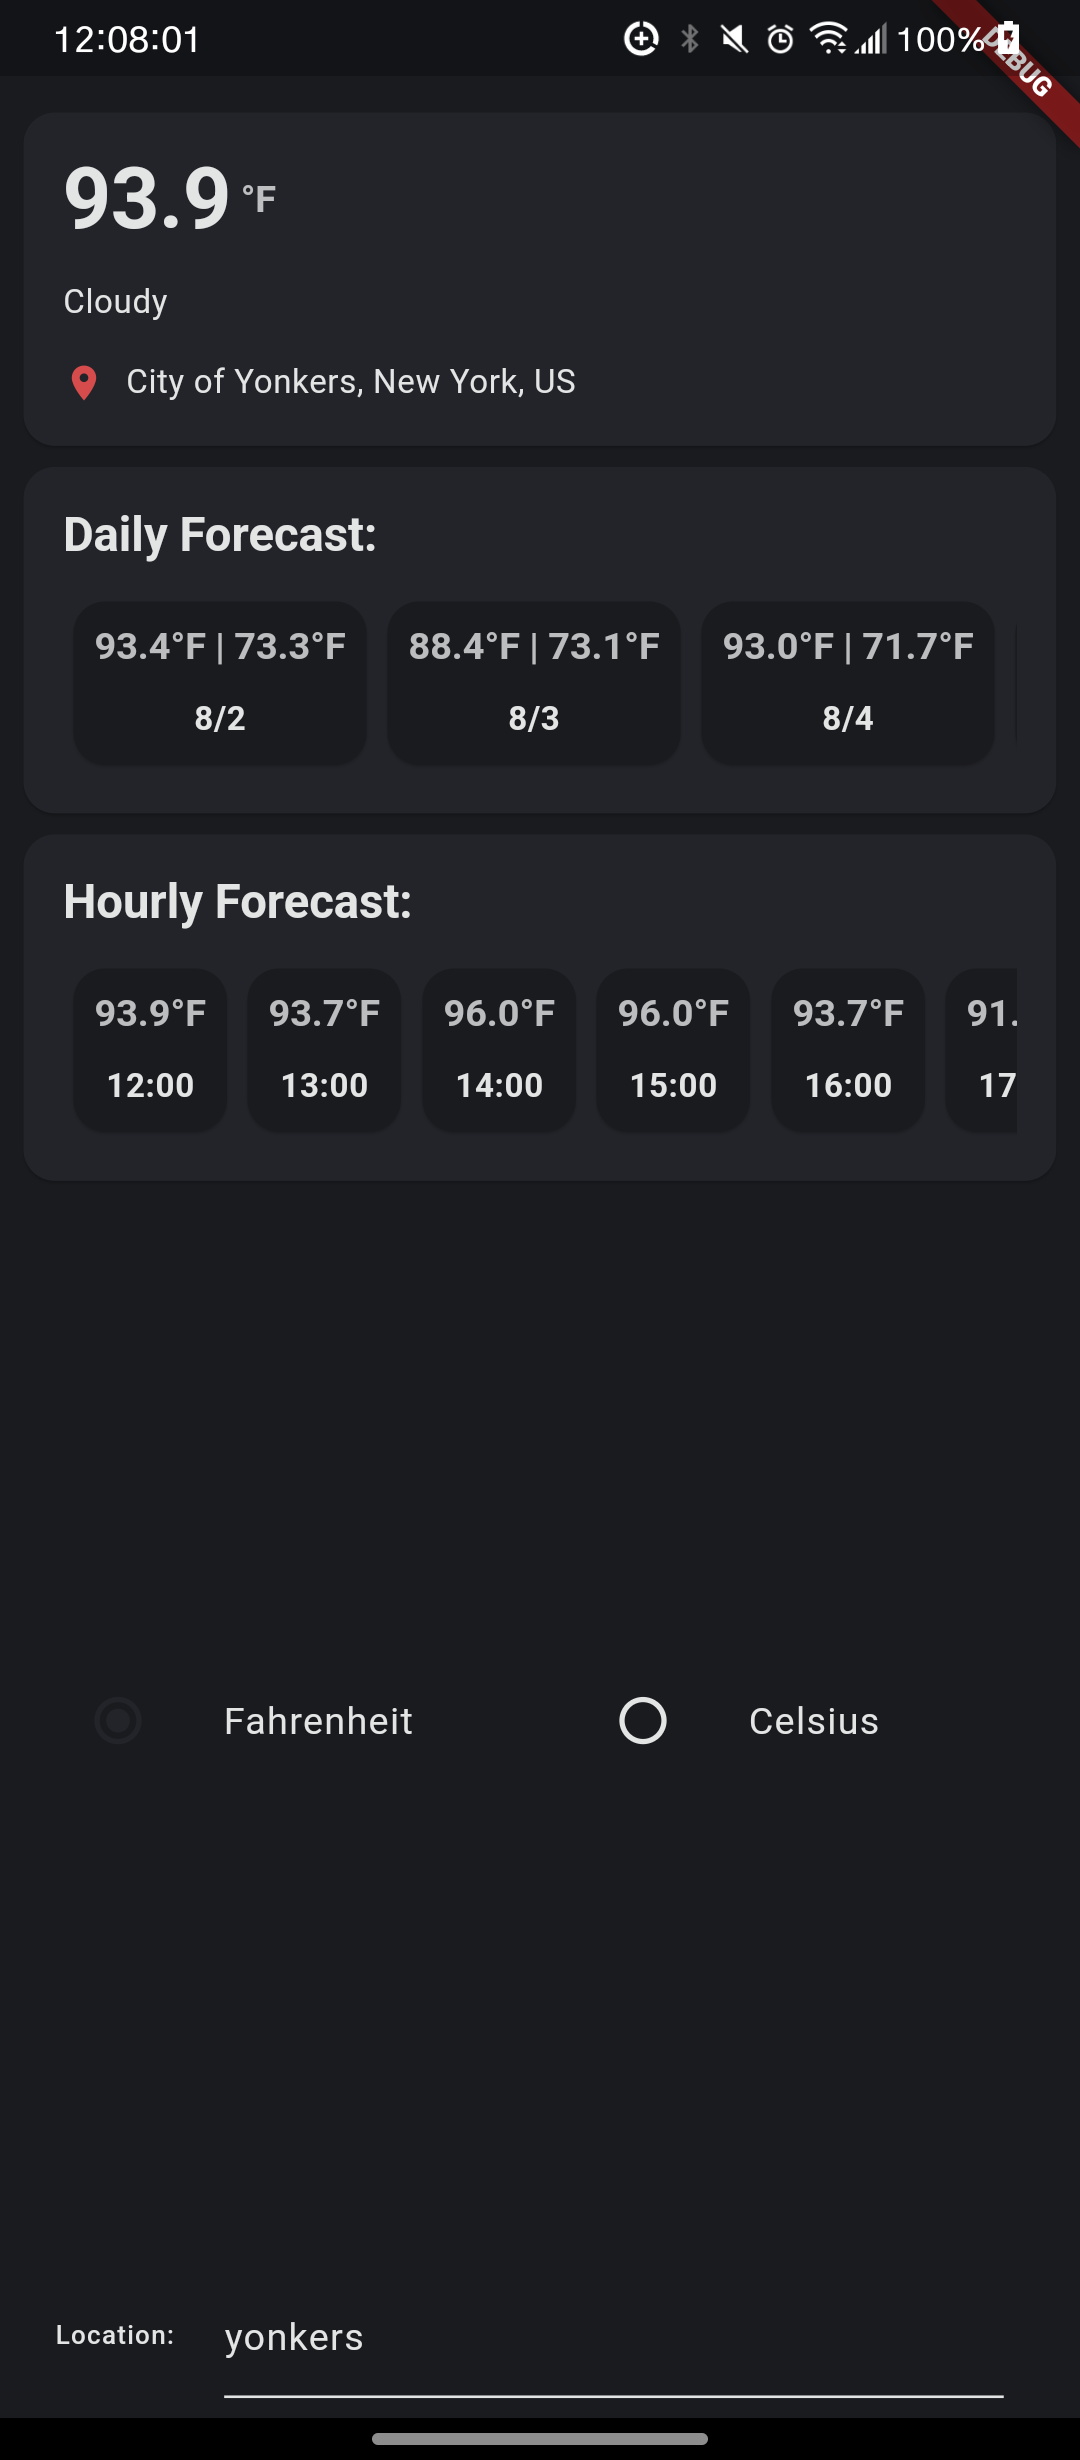 12:08:01 100%
DEBUG
93.9 °F
Cloudy
City of Yonkers, New York, US
Daily Forecast:
93.4°F | 73.3°F 88.4°F | 73.1°F 93.0°F | 71.7°F
8/2 8/3 8/4
Hourly Forecast:
93.9°F 93.7°F 96.0°F 96.0°F 93.7°F 91.
12:00 13:00 14:00 15:00 16:00 17
Fahrenheit Celsius
Location: yonkers